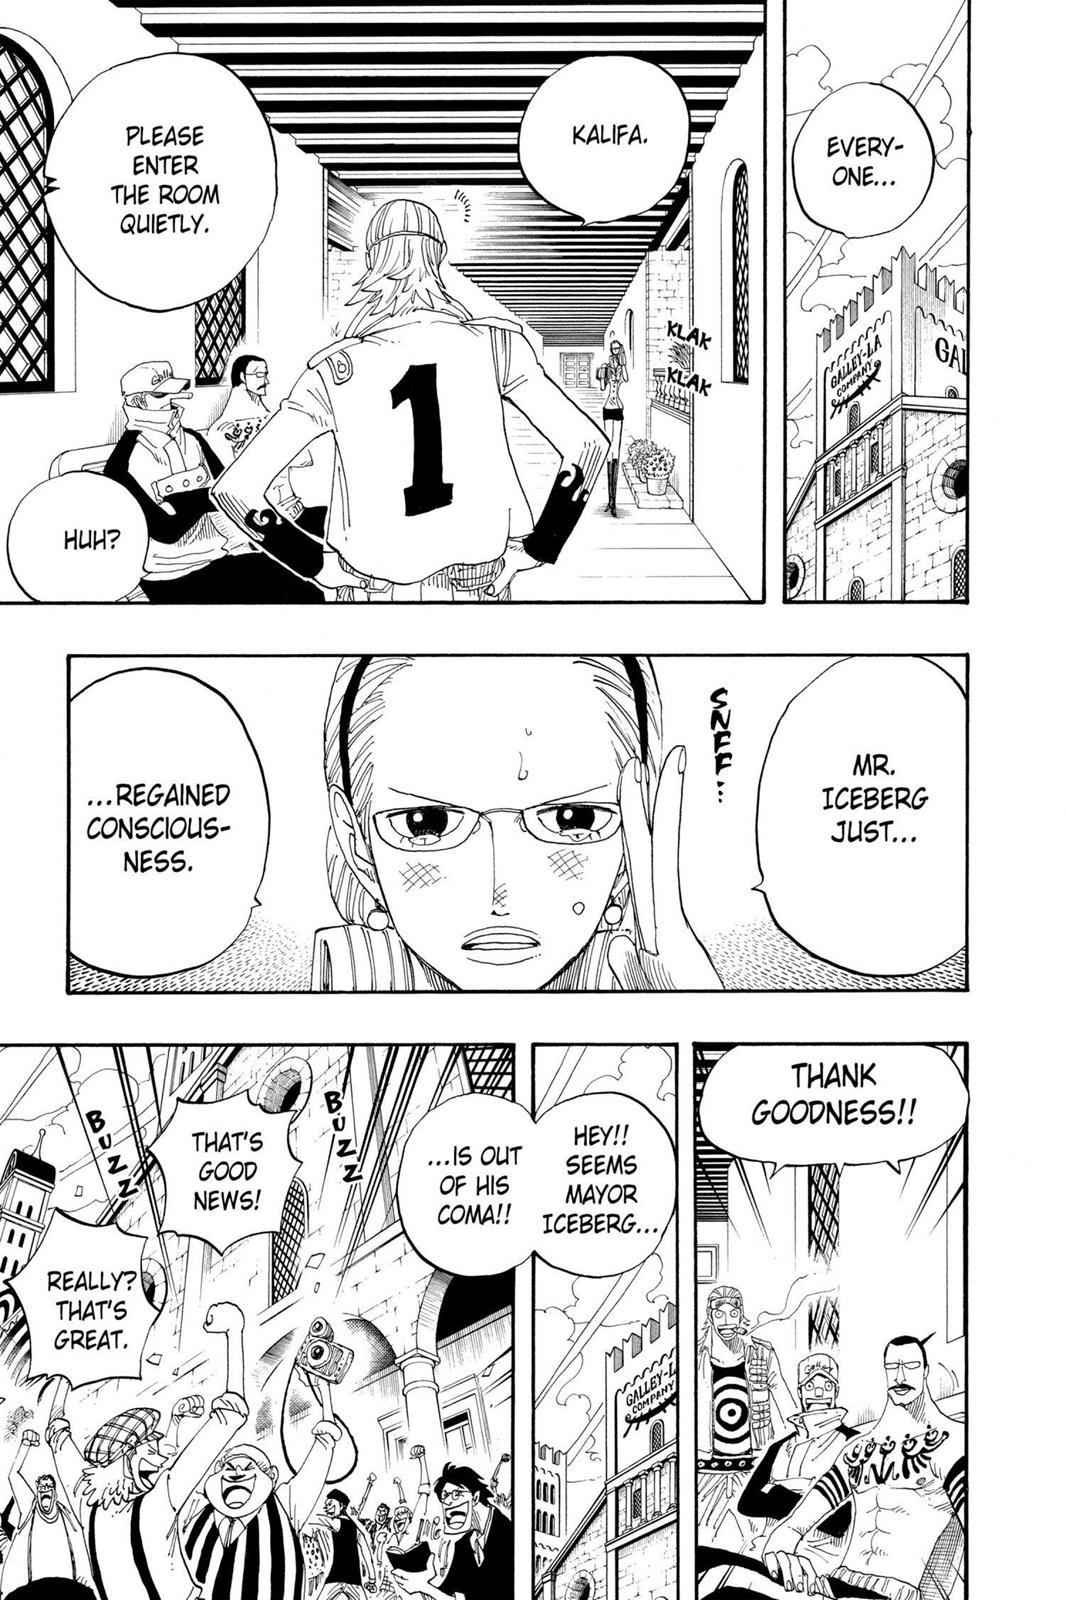 EVERY-
ONE...
GALLEY-LA
COMPANY
GAL
KALIFA.
KLAK
KLAK
PLEASE
ENTER
THE ROOM
QUIETLY.
1
HUH?
MR.
ICEBERG
JUST...
SNFF...
...REGAINED
CONSCIOUS-
NESS.
THANK
GOODNESS!!
HEY!!
SEEMS
MAYOR
ICEBERG...
GALLEY-LA
COMPANY
...IS OUT
OF HIS
COMA!!
BUZZ
THAT'S
GOOD
NEWS!
BUZZ
REALLY?
THAT'S
GREAT.